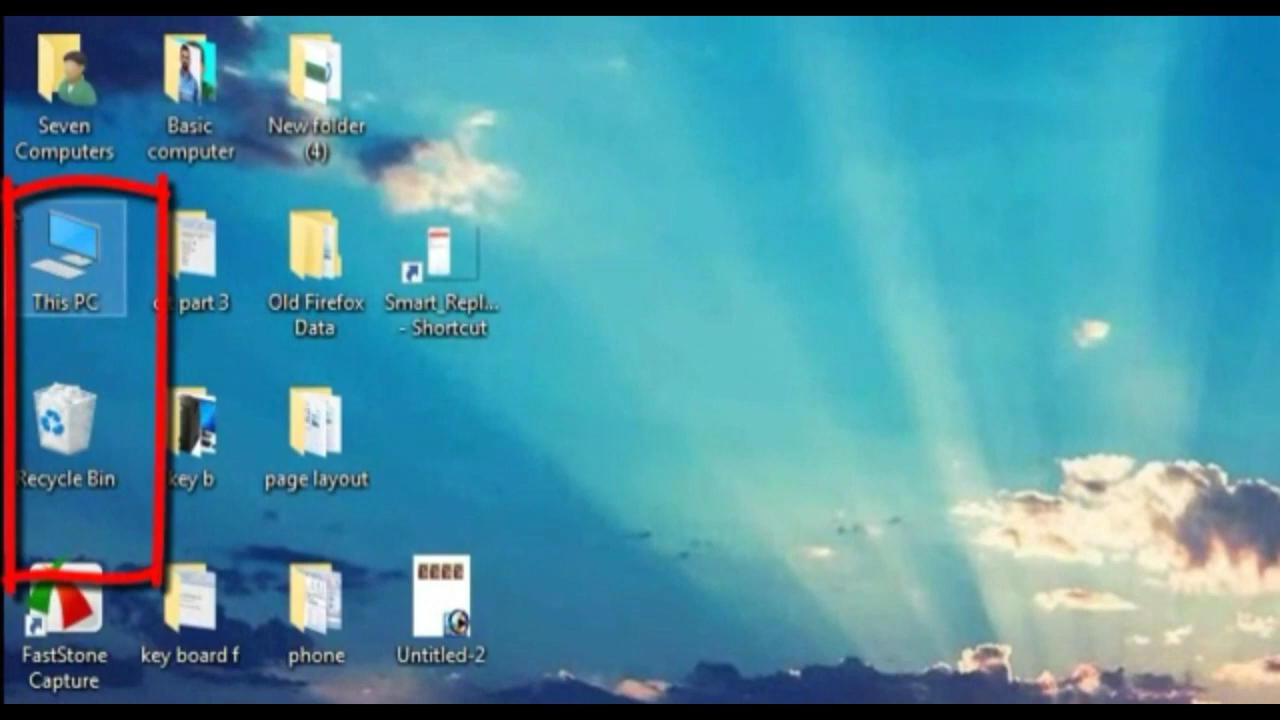 Seven
Computers
Basic
computer
New folder
(4)
This PC
part 3
Old Firefox
Data
Smart_Repl...
- Shortcut
Recycle Bin
key b
page layout
FastStone
Capture
key board f
phone
Untitled-2